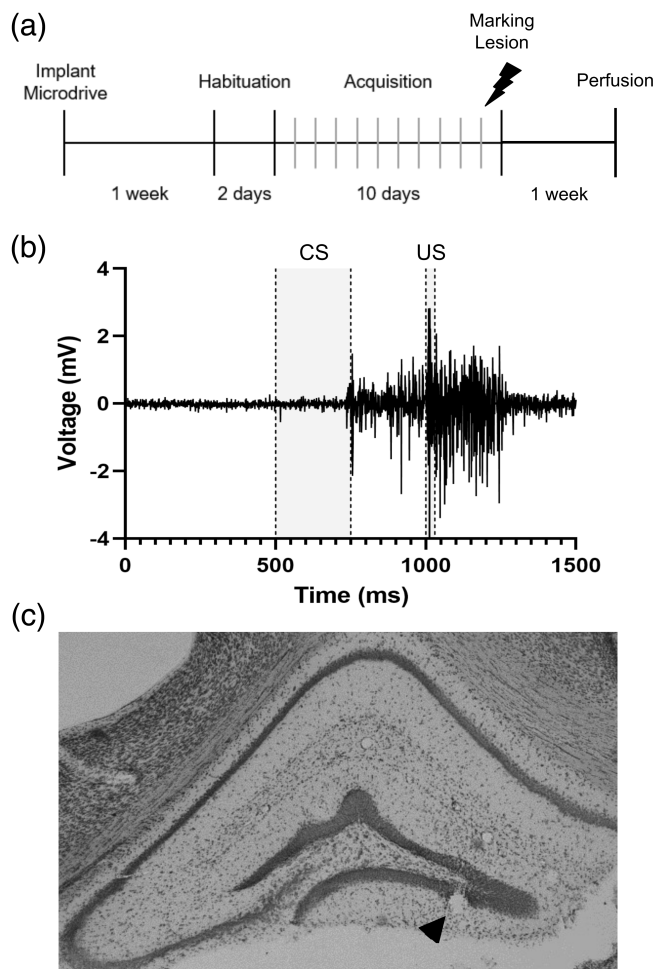 (a)
Implant
Microdrive
Habituation
Acquisition
Marking
Lesion
Perfusion
1 week
2 days
10 days
1 week
(b)
CS
US
Voltage (mV)
4
2
0
-2
-4
0
500
1000
1500
Time (ms)
(c)